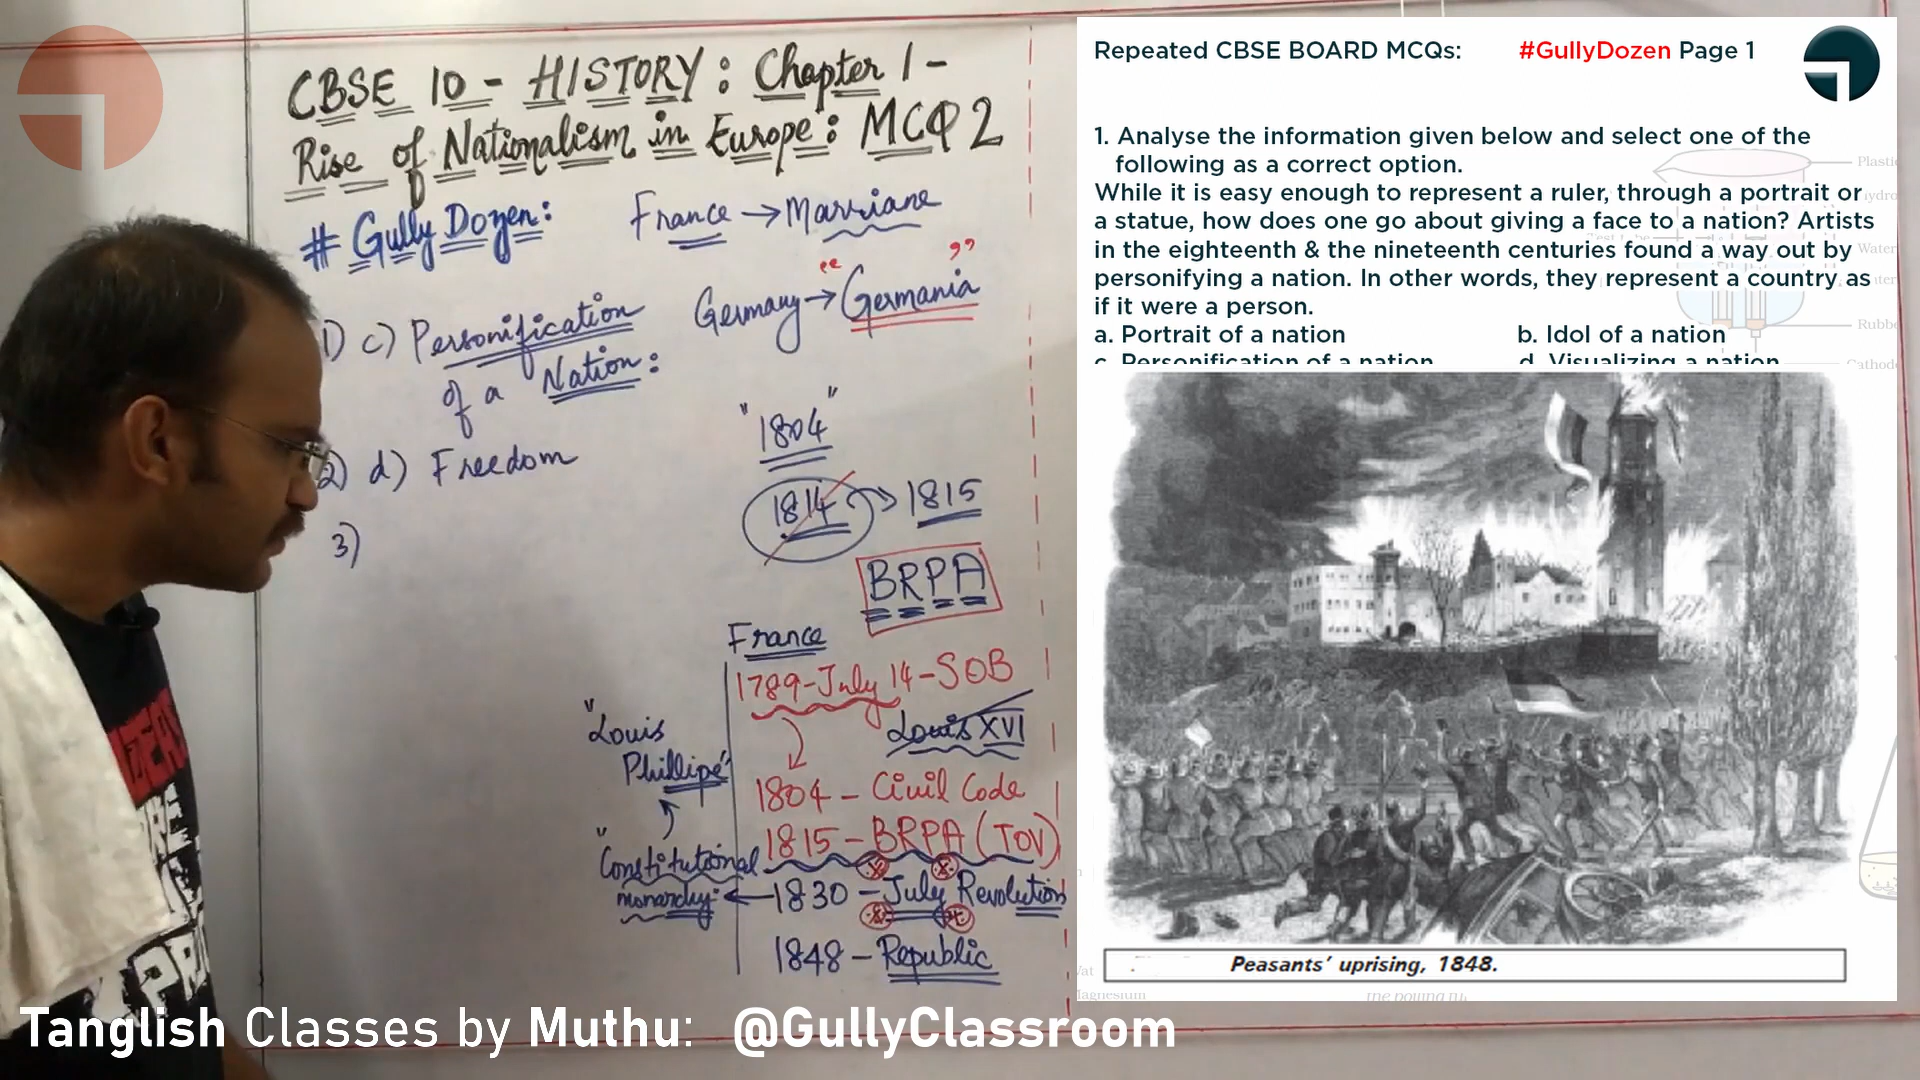 CBSE 10 - HISTORY : Chapter 1 -
Rise of Nationalism in Europe : MCQ 2
# Gully Dozen:
France → Marriane
Germany → "Germania"
1) c) Personification
of a Nation:
2) d) Freedom
3)
"1804"
1814 → 1815
BRPA
France
1789-July 14-SOB
Louis XVI
1804 - Civil Code
1815 - BRPA (TOV)
1830 - July Revolution
1848 - Republic
"Louis
Phillipe"
"Constitutional
monarchy"
Repeated CBSE BOARD MCQs: #GullyDozen Page 1
1. Analyse the information given below and select one of the
following as a correct option.
While it is easy enough to represent a ruler, through a portrait or
a statue, how does one go about giving a face to a nation? Artists
in the eighteenth & the nineteenth centuries found a way out by
personifying a nation. In other words, they represent a country as
if it were a person.
a. Portrait of a nation b. Idol of a nation
c. Personification of a nation d. Visualizing a nation
Peasants' uprising, 1848.
Tanglish Classes by Muthu: @GullyClassroom